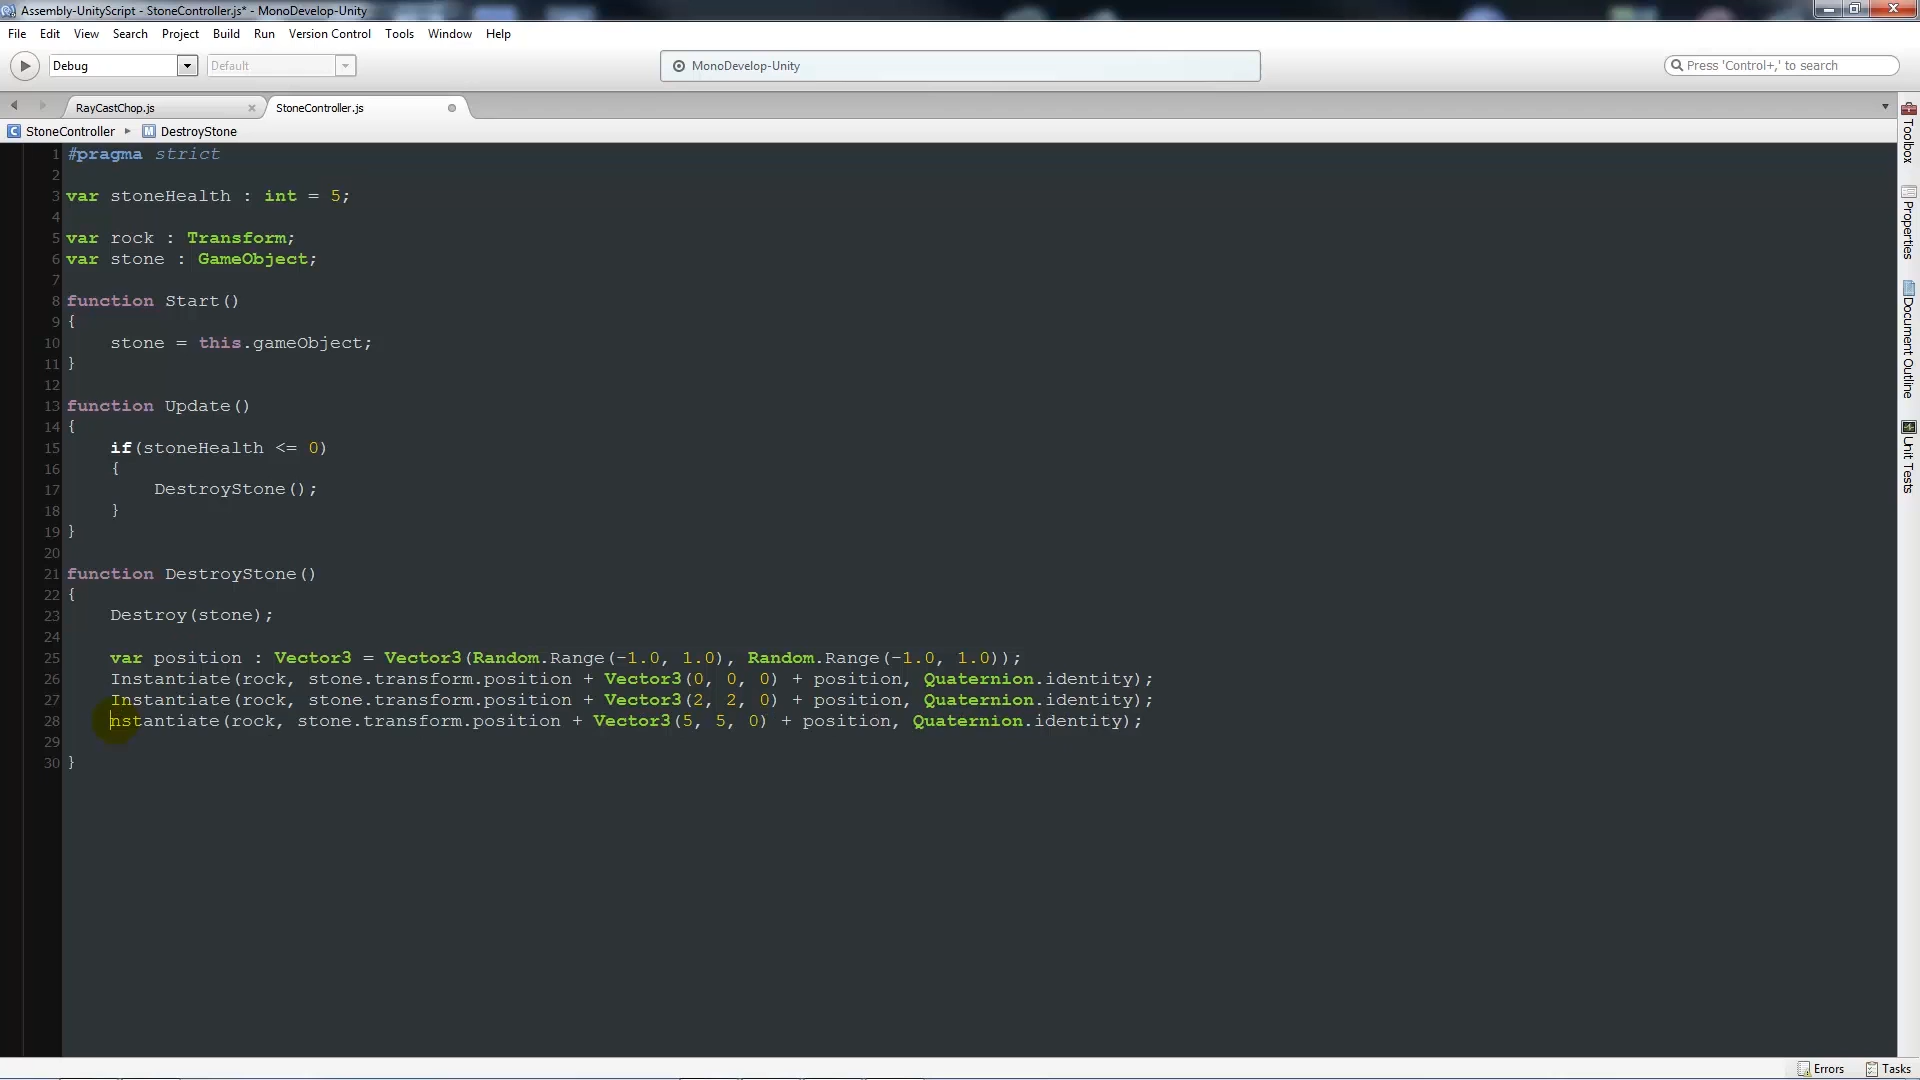 Assembly-UnityScript - StoneController.js* - MonoDevelop-Unity
File Edit View Search Project Build Run Version Control Tools Window Help
Debug Default MonoDevelop-Unity Press 'Control+,' to search
RayCastChop.js StoneController.js
StoneController DestroyStone
1 #pragma strict
2
3 var stoneHealth : int = 5;
4
5 var rock : Transform;
6 var stone : GameObject;
7
8 function Start()
9 {
10 stone = this.gameObject;
11 }
12
13 function Update()
14 {
15 if(stoneHealth <= 0)
16 {
17 DestroyStone();
18 }
19 }
20
21 function DestroyStone()
22 {
23 Destroy(stone);
24
25 var position : Vector3 = Vector3(Random.Range(-1.0, 1.0), Random.Range(-1.0, 1.0));
26 Instantiate(rock, stone.transform.position + Vector3(0, 0, 0) + position, Quaternion.identity);
27 Instantiate(rock, stone.transform.position + Vector3(2, 2, 0) + position, Quaternion.identity);
28 nstantiate(rock, stone.transform.position + Vector3(5, 5, 0) + position, Quaternion.identity);
29
30 }
Toolbox
Properties
Document Outline
Unit Tests
Errors Tasks